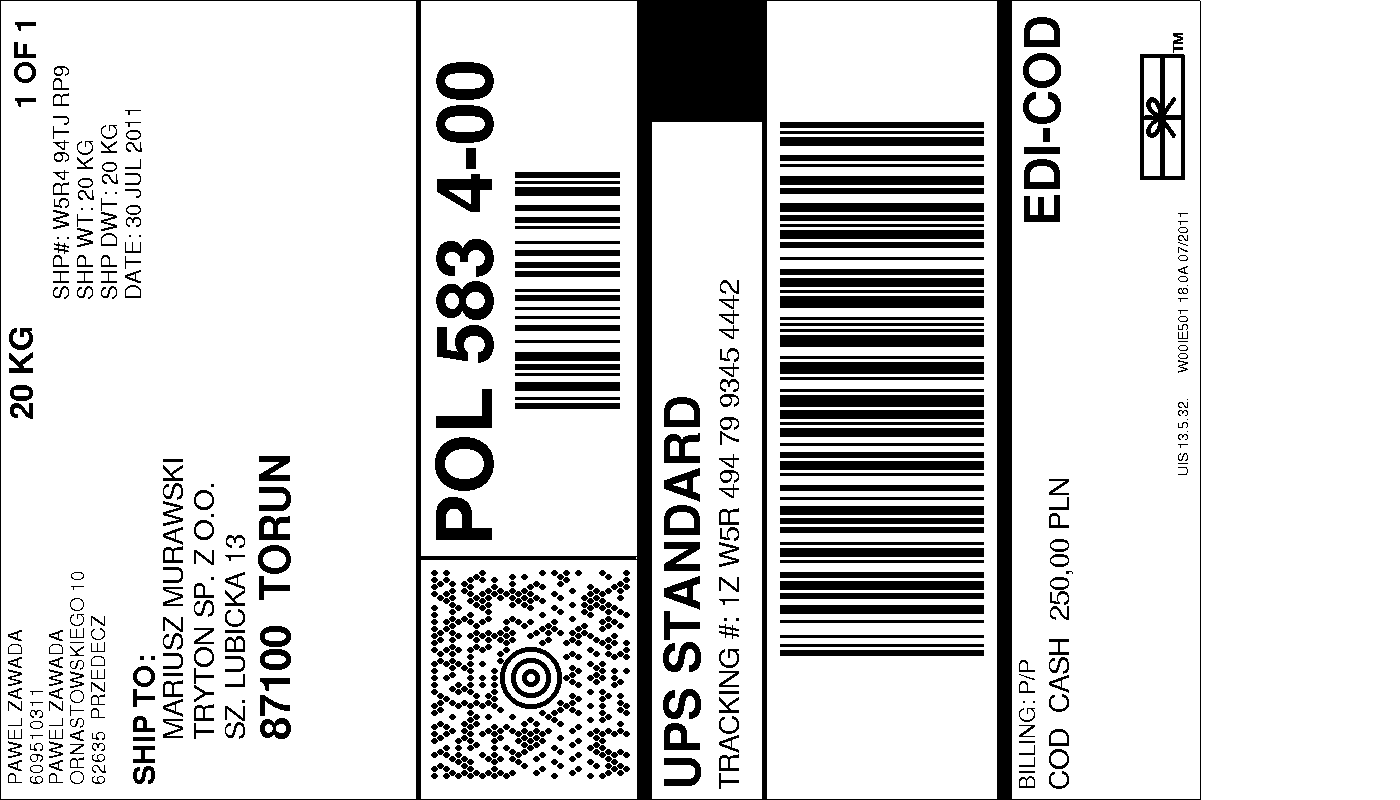 PAWEL ZAWADA
609510311
PAWEL ZAWADA
ORNASTOWSKIEGO 10
62635 PRZEDECZ
20 KG
1 OF 1
SHP#: W5R4 94TJ RP9
SHP WT: 20 KG
SHP DWT: 20 KG
DATE: 30 JUL 2011
SHIP TO:
MARIUSZ MURAWSKI
TRYTON SP. Z O.O.
SZ. LUBICKA 13
87100 TORUN
POL 583 4-00
UPS STANDARD
TRACKING #: 1Z W5R 494 79 9345 4442
BILLING: P/P
COD CASH 250,00 PLN
EDI-COD
TM
UIS 13.5.32. W00IE501 18.0A 07/2011